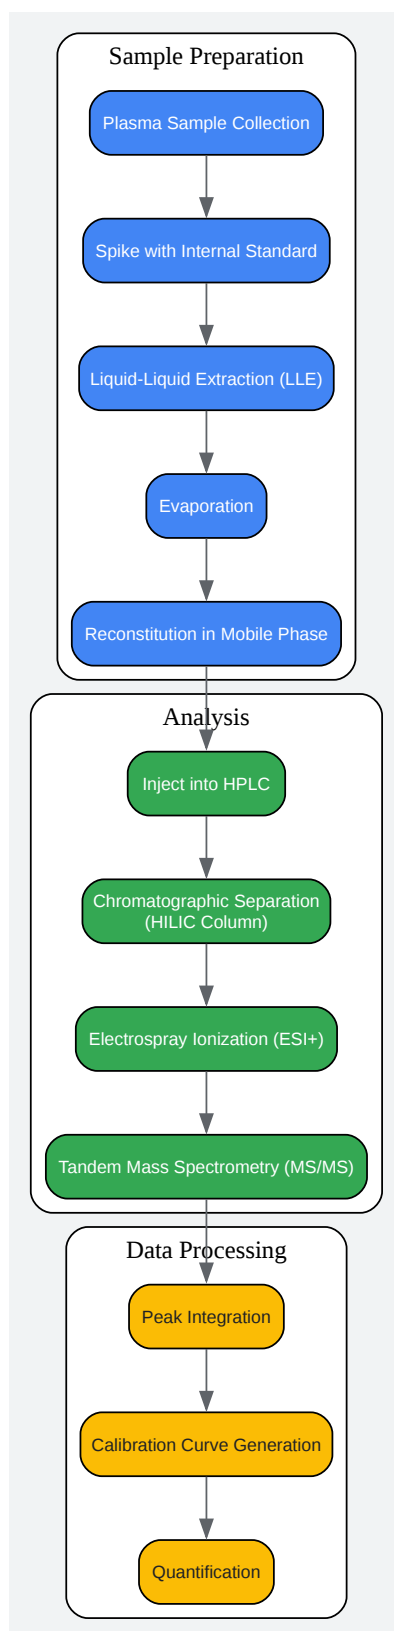 Sample Preparation
Plasma Sample Collection
Spike with Internal Standard
Liquid-Liquid Extraction (LLE)
Evaporation
Reconstitution in Mobile Phase
Analysis
Inject into HPLC
Chromatographic Separation
(HILIC Column)
Electrospray Ionization (ESI+)
Tandem Mass Spectrometry (MS/MS)
Data Processing
Peak Integration
Calibration Curve Generation
Quantification